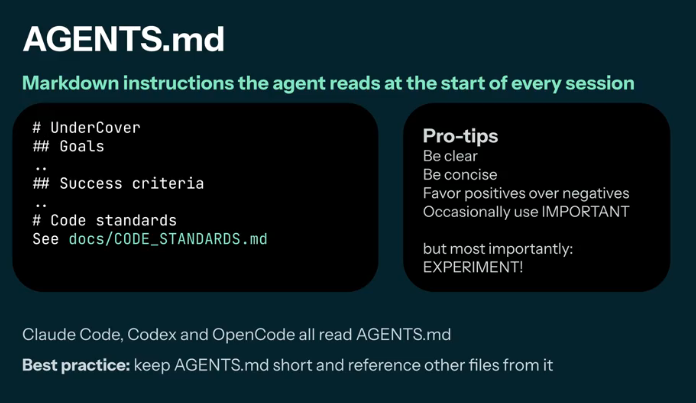 AGENTS.md
Markdown instructions the agent reads at the start of every session
# UnderCover
## Goals
..
## Success criteria
..
# Code standards
See docs/CODE_STANDARDS.md
Pro-tips
Be clear
Be concise
Favor positives over negatives
Occasionally use IMPORTANT
but most importantly:
EXPERIMENT!
Claude Code, Codex and OpenCode all read AGENTS.md
Best practice: keep AGENTS.md short and reference other files from it